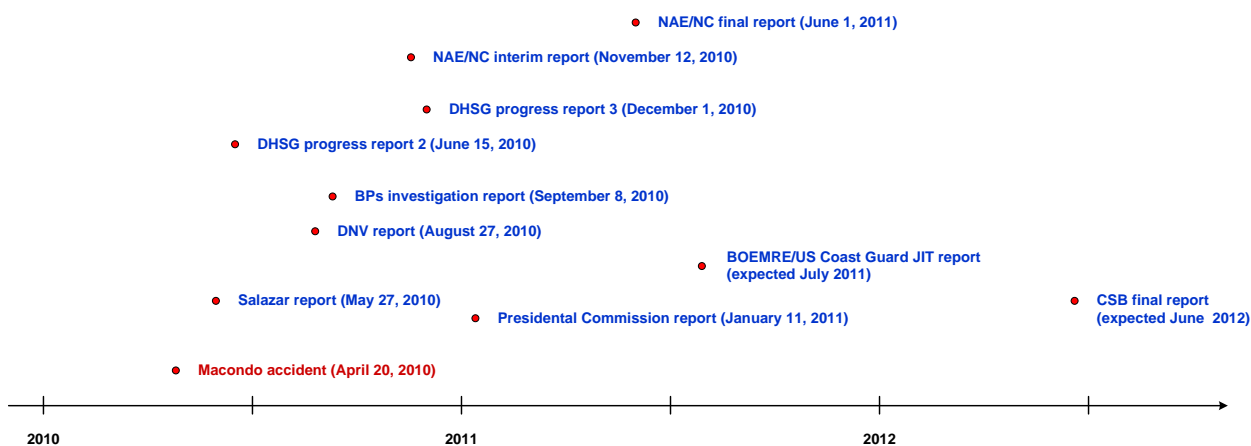 NAE/NC final report (June 1, 2011)
NAE/NC interim report (November 12, 2010)
DHSG progress report 3 (December 1, 2010)
DHSG progress report 2 (June 15, 2010)
BPs investigation report (September 8, 2010)
DNV report (August 27, 2010)
BOEMRE/US Coast Guard JIT report
(expected July 2011)
Salazar report (May 27, 2010)
CSB final report
(expected June  2012)
Presidental Commission report (January 11, 2011)
Macondo accident (April 20, 2010)
2010
2011
2012